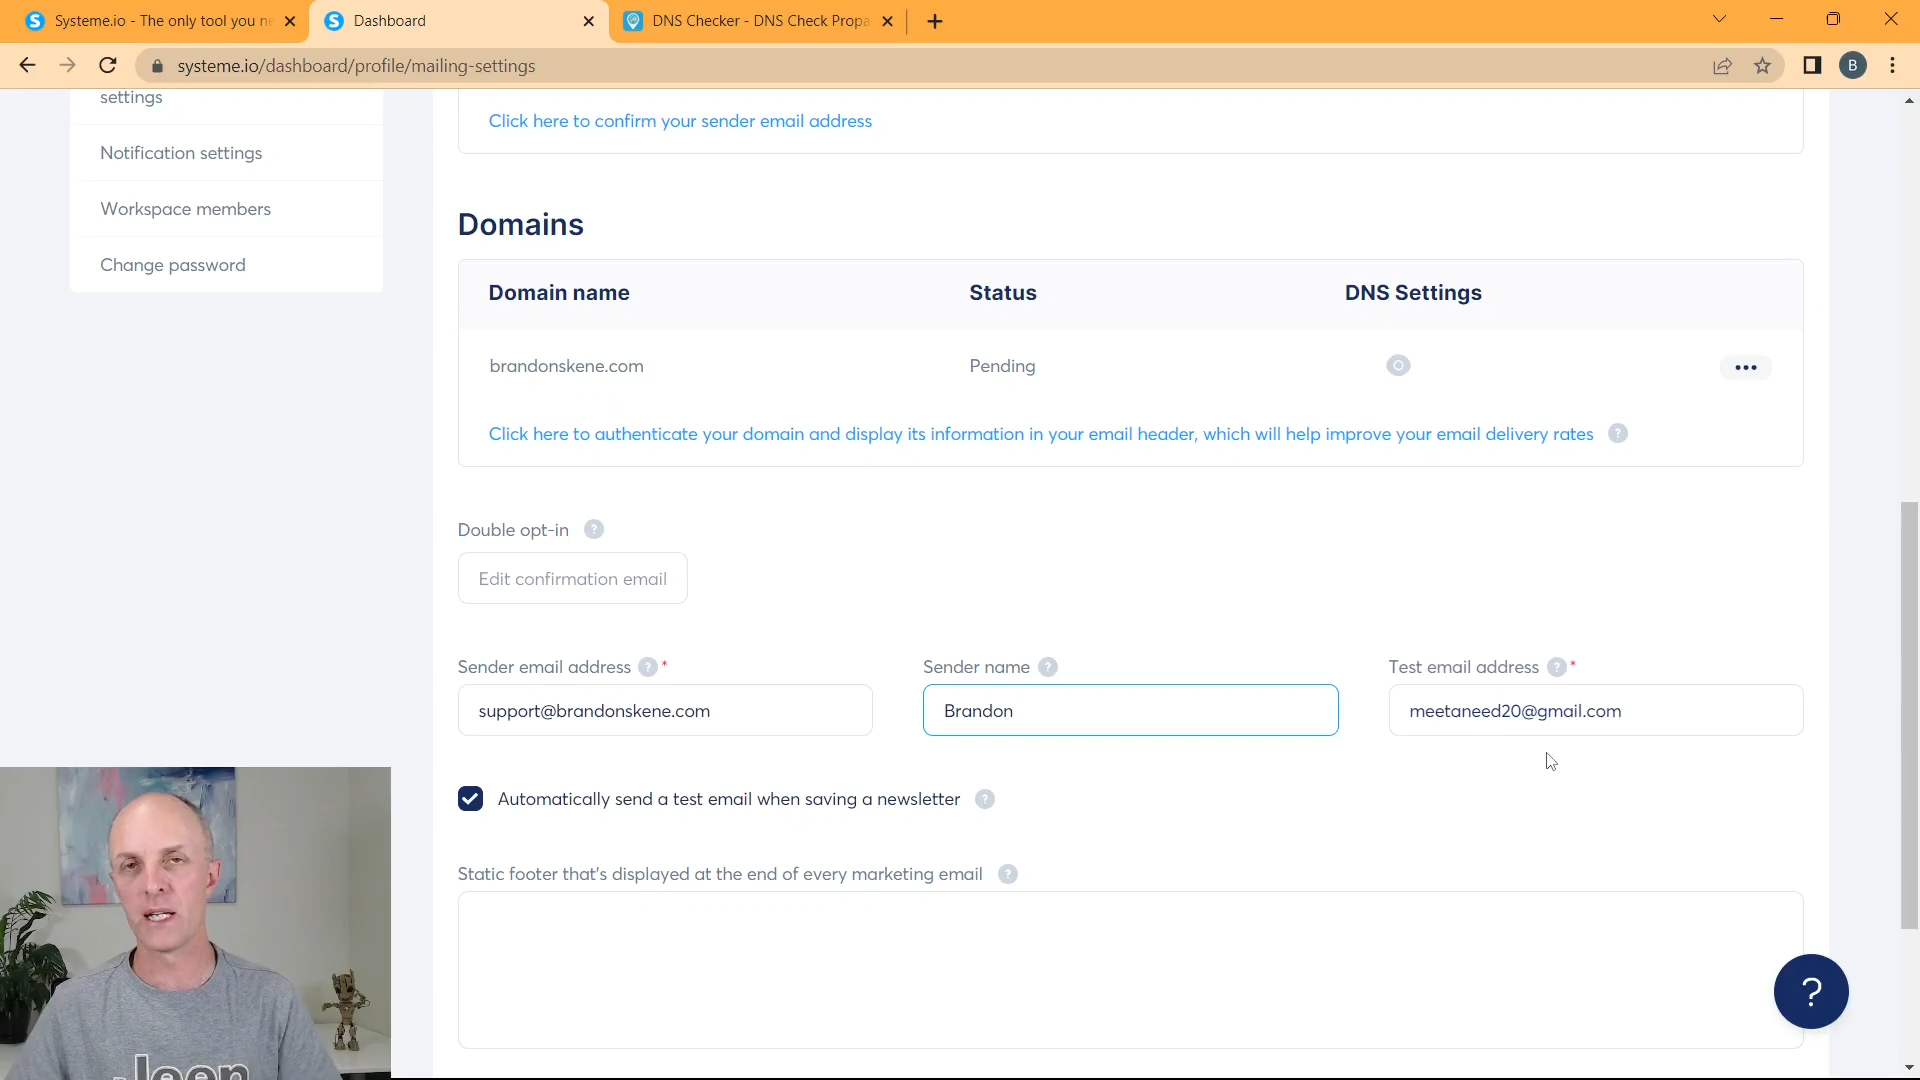 Systeme.io - The only tool you ne
Dashboard
DNS Checker - DNS Check Propa
systeme.io/dashboard/profile/mailing-settings
B
settings
Notification settings
Workspace members
Change password
Click here to confirm your sender email address
Domains
Domain name Status DNS Settings
brandonskene.com Pending
Click here to authenticate your domain and display its information in your email header, which will help improve your email delivery rates ?
Double opt-in ?
Edit confirmation email
Sender email address ? * Sender name ? Test email address ? *
support@brandonskene.com Brandon meetaneed20@gmail.com
Automatically send a test email when saving a newsletter ?
Static footer that's displayed at the end of every marketing email ?
?
Jeep